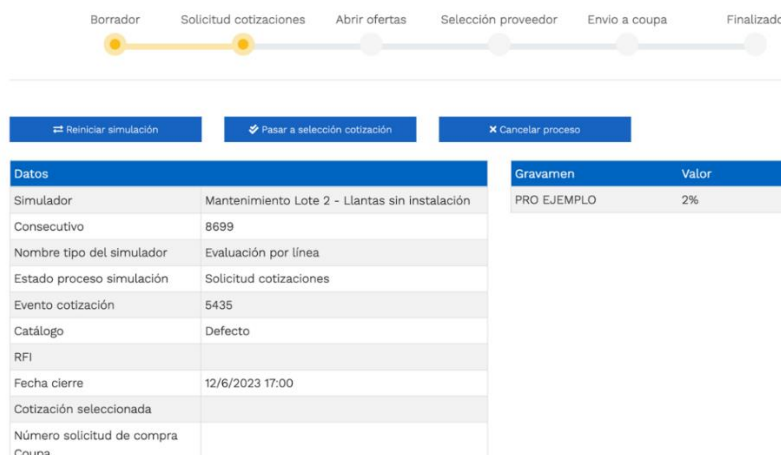 Borrador Solicitud cotizaciones Abrir ofertas Selección proveedor Envio a coupa Finalizado
Reiniciar simulación Pasar a selección cotización Cancelar proceso
Datos
Simulador Mantenimiento Lote 2 - Llantas sin instalación
Consecutivo 8699
Nombre tipo del simulador Evaluación por línea
Estado proceso simulación Solicitud cotizaciones
Evento cotización 5435
Catálogo Defecto
RFI
Fecha cierre 12/6/2023 17:00
Cotización seleccionada
Número solicitud de compra
Coupa
Gravamen Valor
PRO EJEMPLO 2%